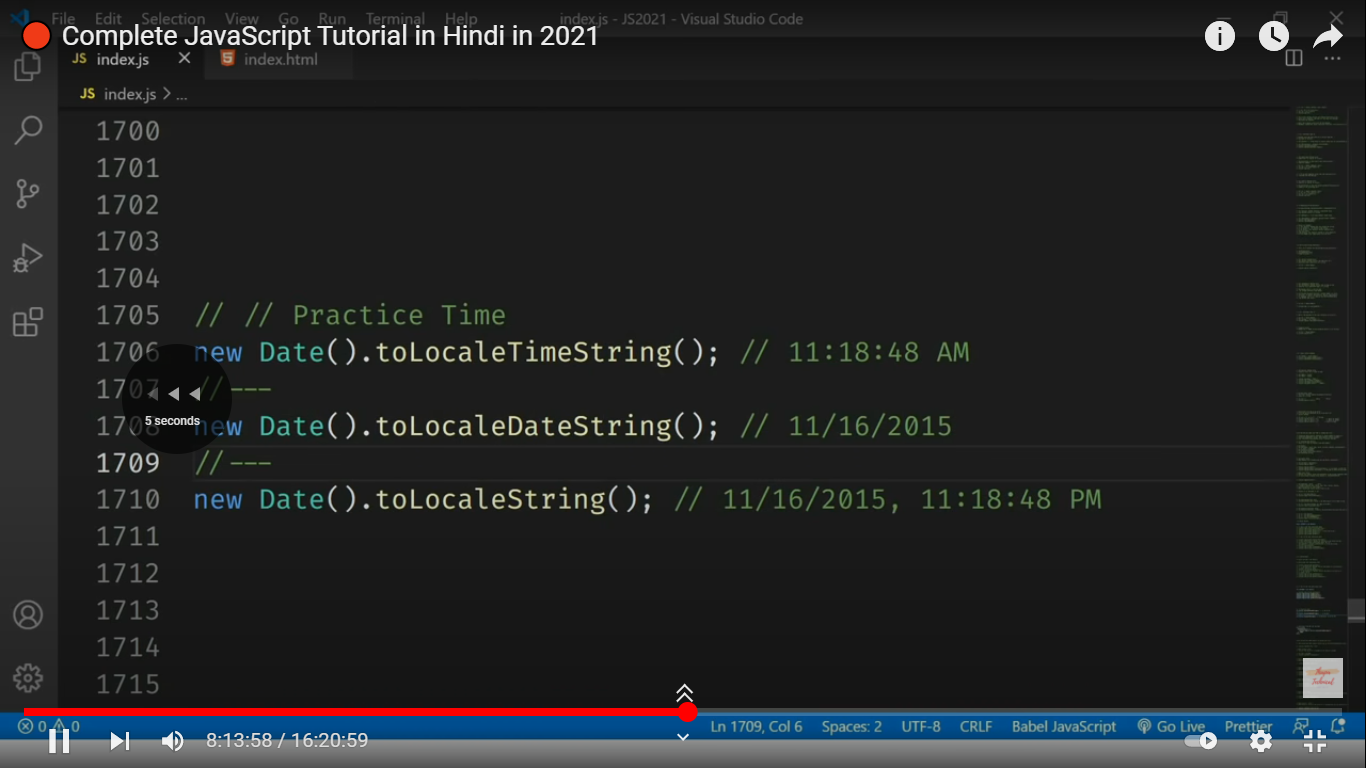 File Edit Selection View Go Run Terminal Help index.js - JS2021 - Visual Studio Code
Complete JavaScript Tutorial in Hindi in 2021
JS index.js index.html
JS index.js > ...
1700
1701
1702
1703
1704
1705 // // Practice Time
1706 new Date().toLocaleTimeString(); // 11:18:48 AM
1707 //---
1708 new Date().toLocaleDateString(); // 11/16/2015
1709 //---
1710 new Date().toLocaleString(); // 11/16/2015, 11:18:48 PM
1711
1712
1713
1714
1715
5 seconds
0 0 Ln 1709, Col 6 Spaces: 2 UTF-8 CRLF Babel JavaScript Go Live Prettier
8:13:58 / 16:20:59